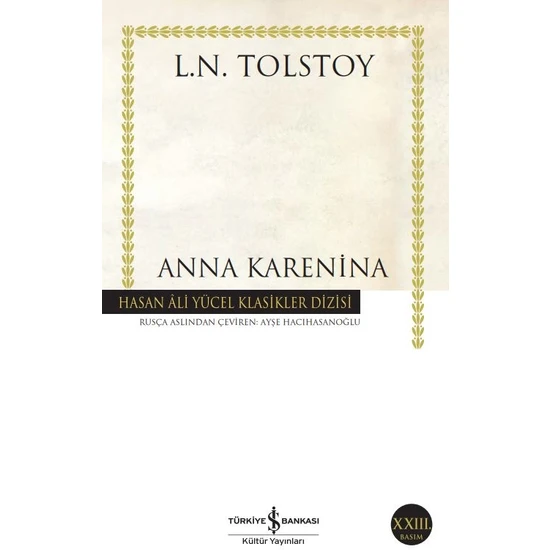 L.N. TOLSTOY
ANNA KARENİNA
HASAN ÂLİ YÜCEL KLASİKLER DİZİSİ
RUSÇA ASLINDAN ÇEVİREN: AYŞE HACIHASANOĞLU
TÜRKİYE İŞ BANKASI
Kültür Yayınları
XXIII.
BASIM